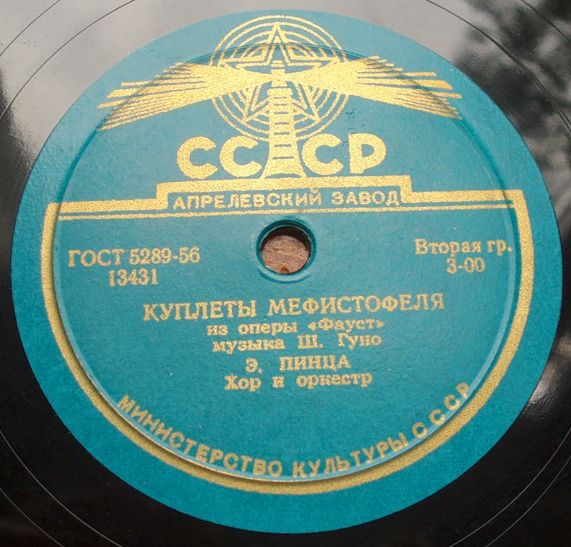 СССР
АПРЕЛЕВСКИЙ ЗАВОД
ГОСТ 5289-56
13431
Вторая гр.
3-00
КУПЛЕТЫ МЕФИСТОФЕЛЯ
из оперы «Фауст»
музыка Ш. Гуно
Э. ПИНЦА
Хор и оркестр
МИНИСТЕРСТВО КУЛЬТУРЫ СССР